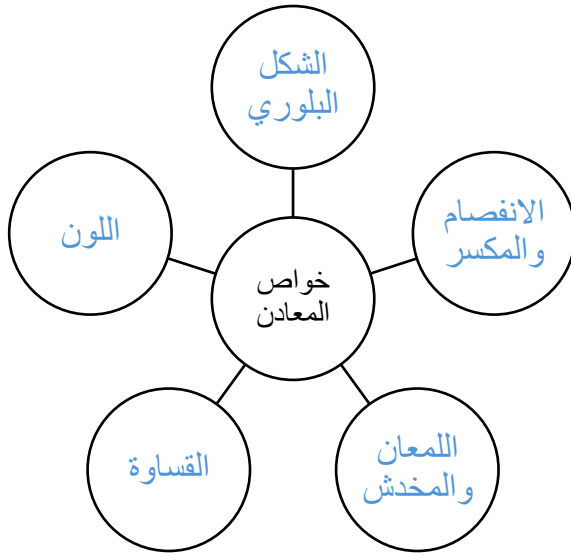 الشكل
البلوري
الانفصام
والمكسر
اللون
خواص
المعادن
اللمعان
والمخدش
القساوة